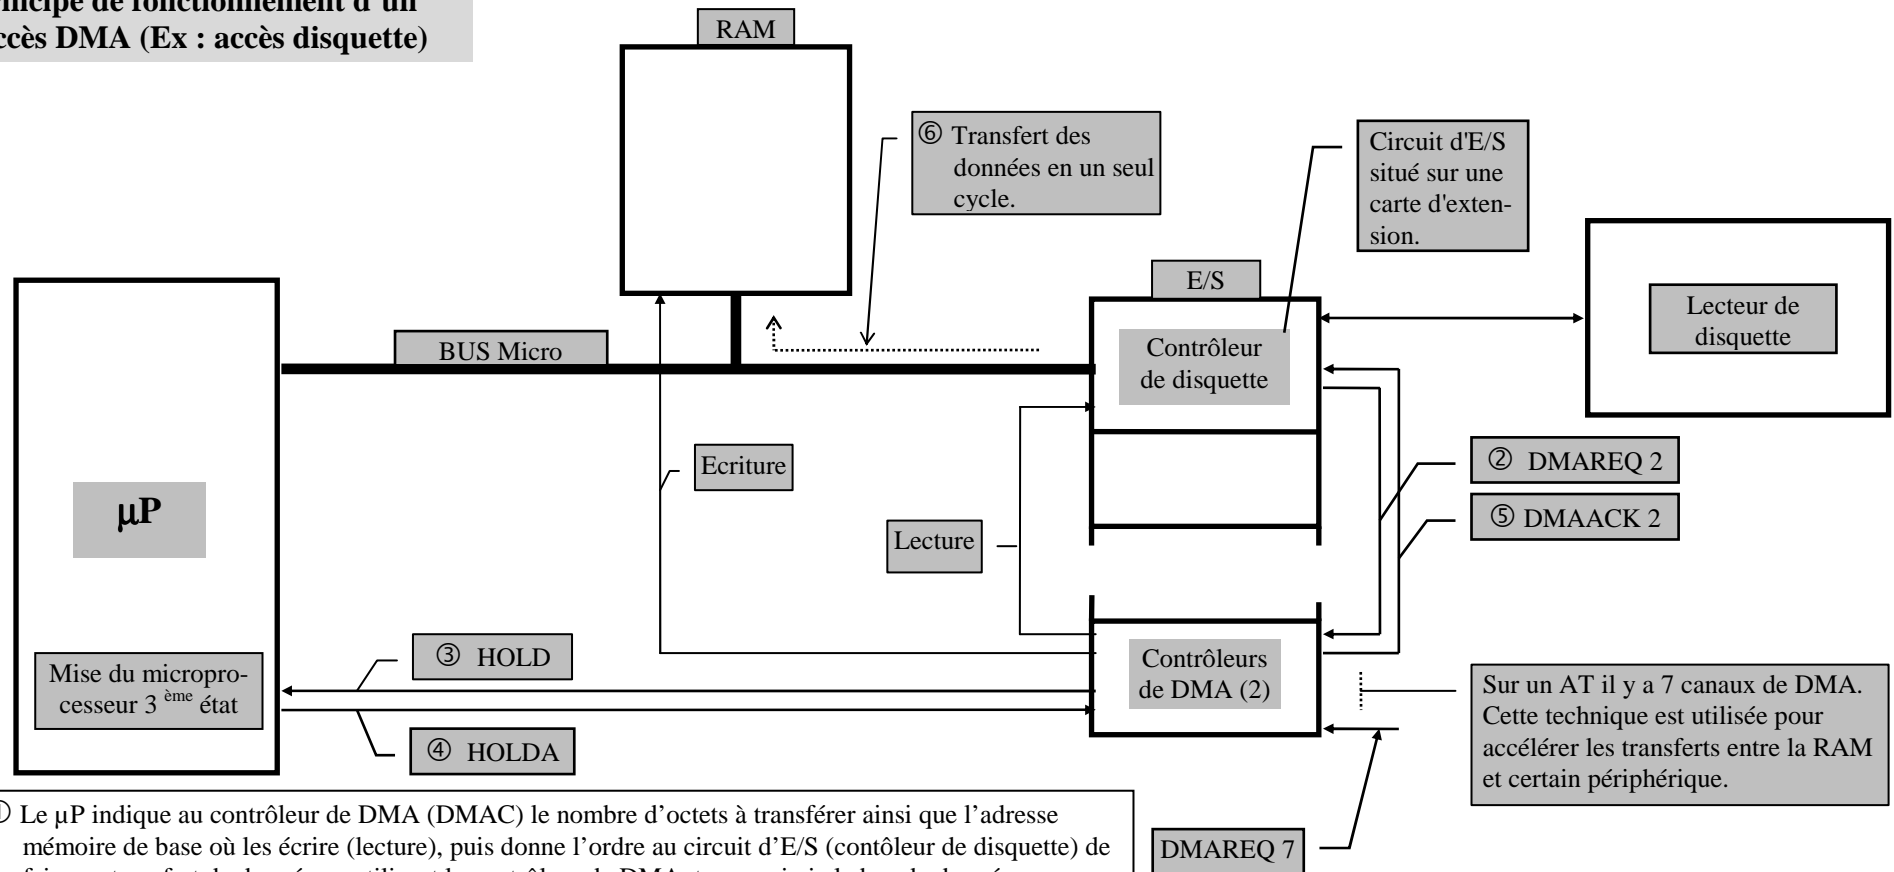 de fonctionnement d'un
DMA (Ex : accès disquette)
RAM
⑥ Transfert des
données en un seul
cycle.
Circuit d'E/S
situé sur une
carte d'exten-
sion.
E/S
Lecteur de
disquette
BUS Micro
Contrôleur
de disquette
Ecriture
② DMAREQ 2
μP
⑤ DMAACK 2
Lecture
③ HOLD
Mise du micropro-
cesseur 3 ème état
Contrôleurs
de DMA (2)
Sur un AT il y a 7 canaux de DMA.
Cette technique est utilisée pour
accélérer les transferts entre la RAM
et certain périphérique.
④ HOLDA
① Le µP indique au contrôleur de DMA (DMAC) le nombre d'octets à transférer ainsi que l'adresse
mémoire de base où les écrire (lecture), puis donne l'ordre au circuit d'E/S (contôleur de disquette) de
DMAREQ 7